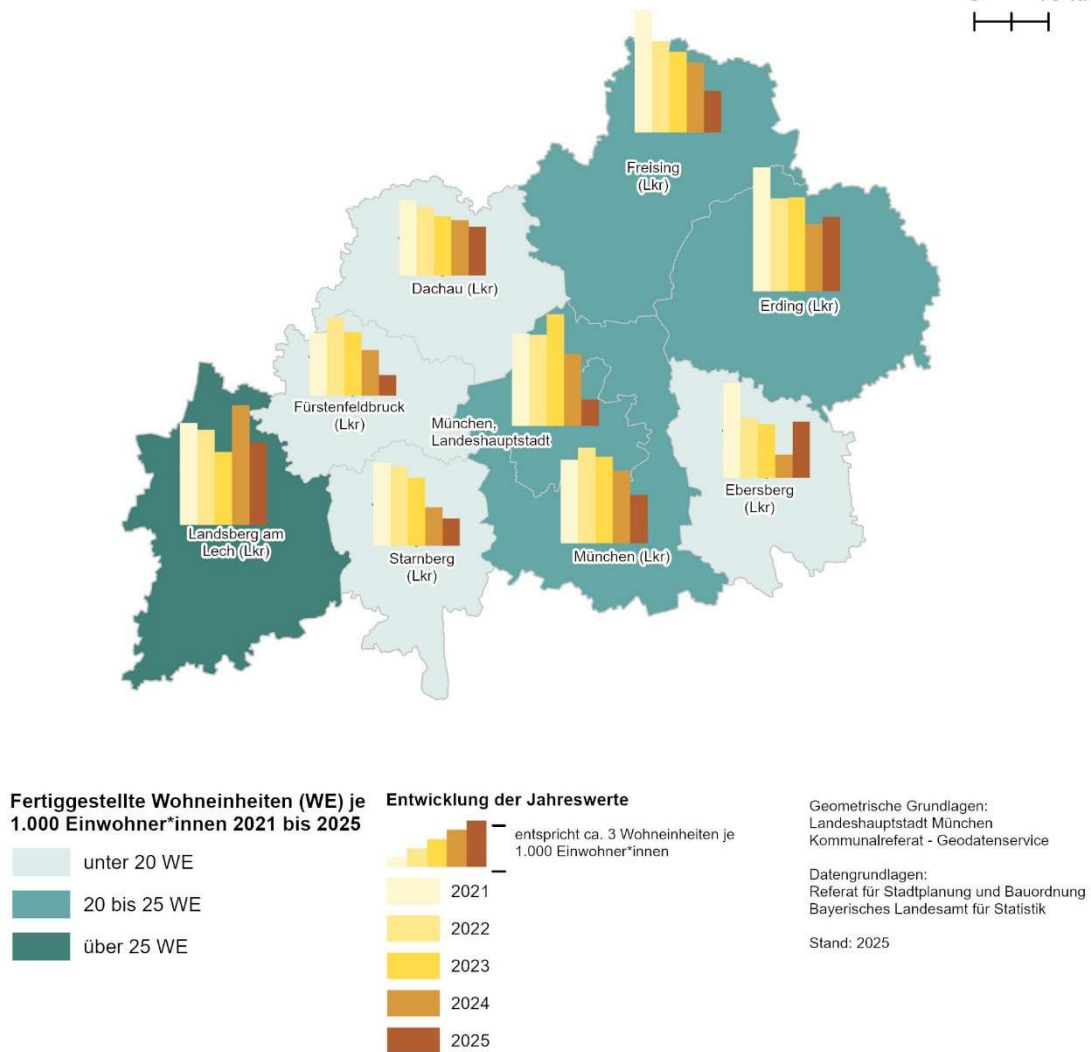 Freising
(Lkr)
Dachau (Lkr)
Erding (Lkr)
Fürstenfeldbruck
(Lkr)
München,
Landeshauptstadt
Ebersberg
(Lkr)
Landsberg am
Lech (Lkr)
Starnberg
(Lkr)
München (Lkr)
Fertiggestellte Wohneinheiten (WE) je
1.000 Einwohner*innen 2021 bis 2025
unter 20 WE
20 bis 25 WE
über 25 WE
Entwicklung der Jahreswerte
entspricht ca. 3 Wohneinheiten je
1.000 Einwohner*innen
2021
2022
2023
2024
2025
Geometrische Grundlagen:
Landeshauptstadt München
Kommunalreferat - Geodatenservice
Datengrundlagen:
Referat für Stadtplanung und Bauordnung
Bayerisches Landesamt für Statistik
Stand: 2025